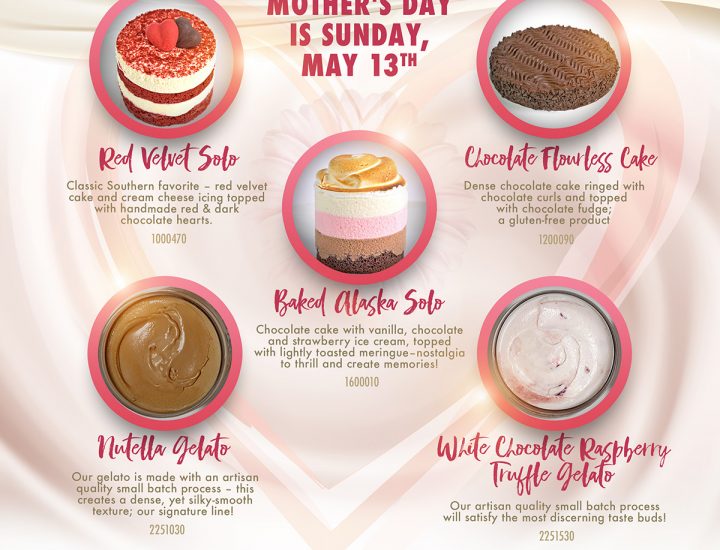 MOTHER'S DAY
IS SUNDAY,
MAY 13TH
Red Velvet Solo
Classic Southern favorite – red velvet
cake and cream cheese icing topped
with handmade red & dark
chocolate hearts.
1000470
Chocolate Flourless Cake
Dense chocolate cake ringed with
chocolate curls and topped
with chocolate fudge;
a gluten-free product
1200090
Baked Alaska Solo
Chocolate cake with vanilla, chocolate
and strawberry ice cream, topped
with lightly toasted meringue–nostalgia
to thrill and create memories!
1600010
Nutella Gelato
Our gelato is made with an artisan
quality small batch process – this
creates a dense, yet silky-smooth
texture; our signature line!
2251030
White Chocolate Raspberry
Truffle Gelato
Our artisan quality small batch process
will satisfy the most discerning taste buds!
2251530